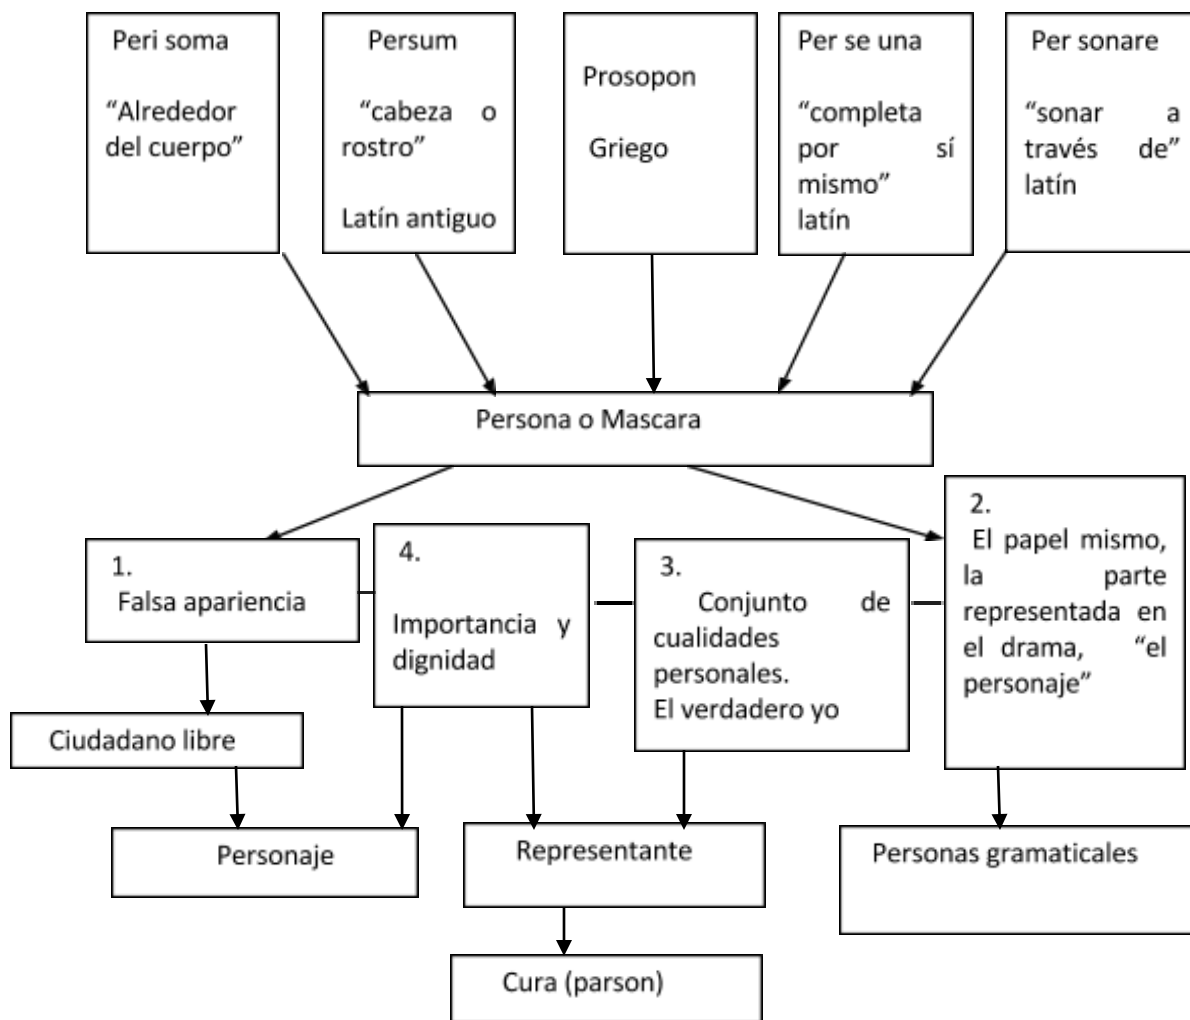 Peri soma
“Alrededor
del cuerpo”
Persum
“cabeza o
rostro”
Latín antiguo
Prosopon
Griego
Per se una
“completa
por sí
mismo”
latín
Per sonare
“sonar a
través de”
latín
Persona o Mascara
1.
Falsa apariencia
4.
Importancia y
dignidad
3.
Conjunto de
cualidades
personales.
El verdadero yo
2.
El papel mismo,
la parte
representada en
el drama, “el
personaje”
Ciudadano libre
Personaje
Representante
Personas gramaticales
Cura (parson)